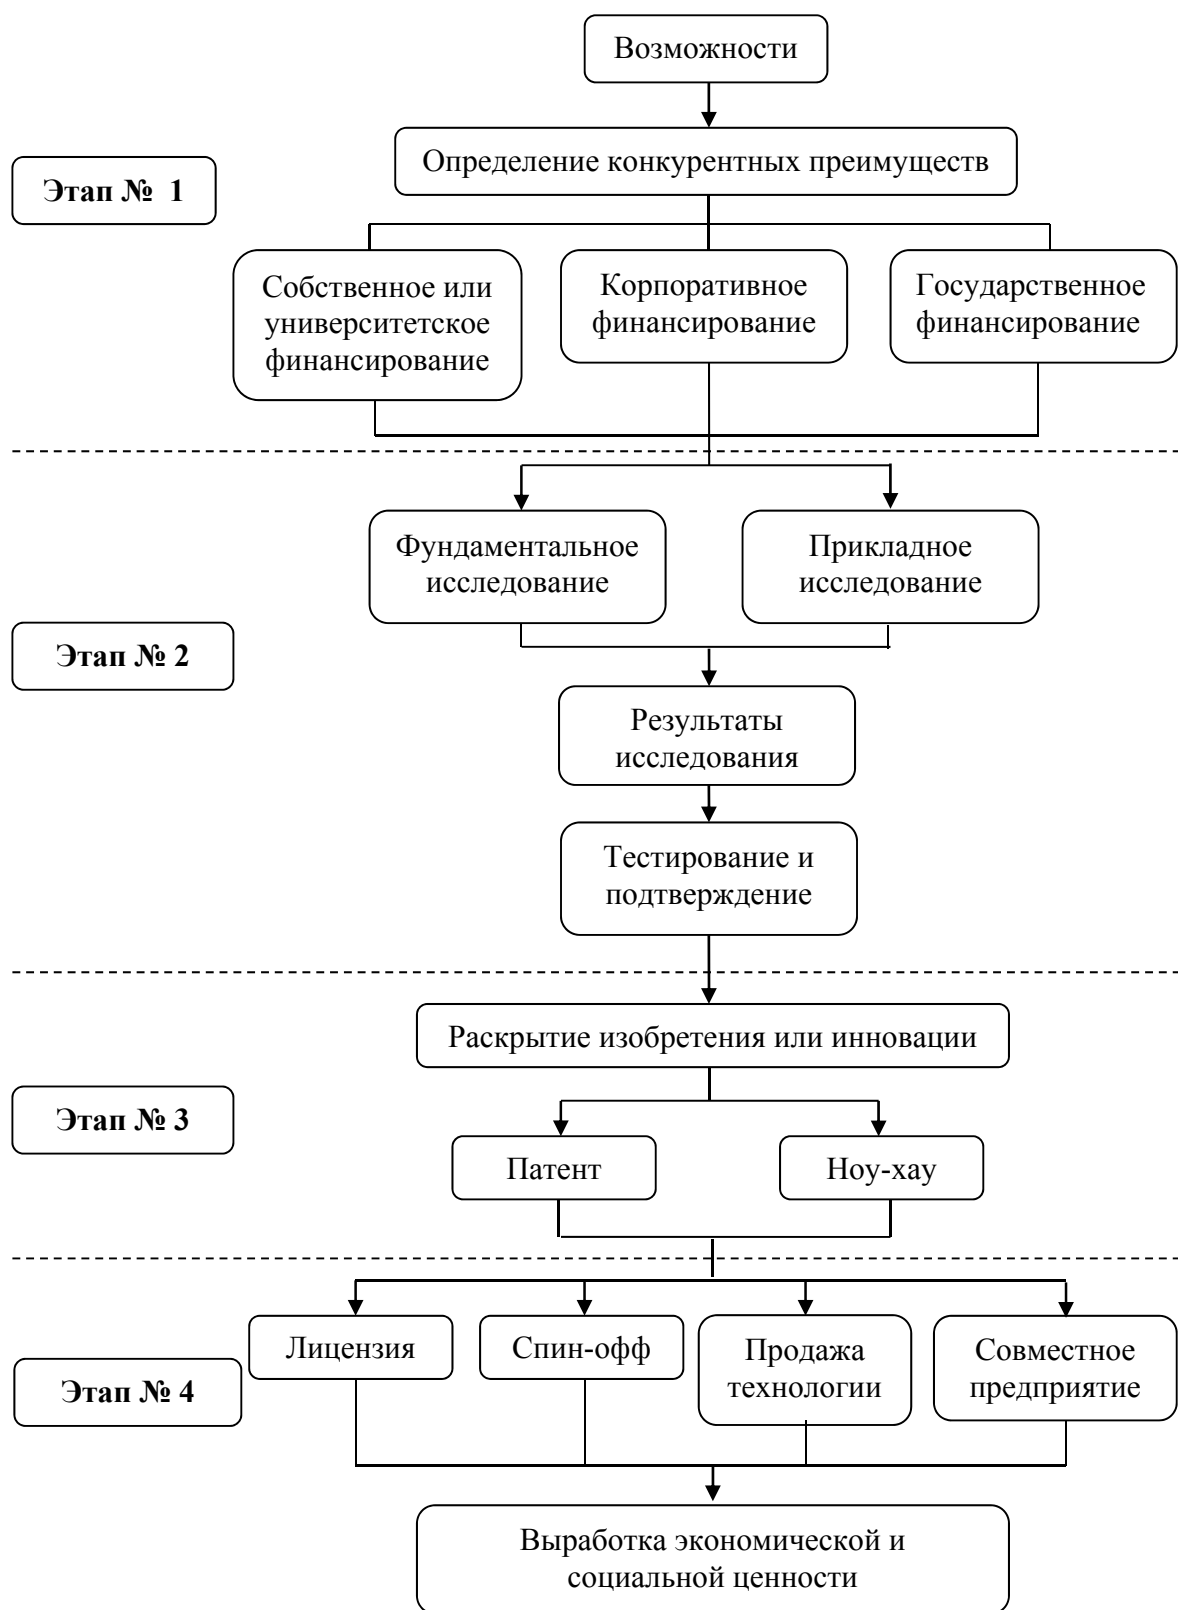 Возможности
Определение конкурентных преимуществ
Этап № 1
Собственное или
университетское
финансирование
Корпоративное
финансирование
Государственное
финансирование
Фундаментальное
исследование
Прикладное
исследование
Этап № 2
Результаты
исследования
Тестирование и
подтверждение
Раскрытие изобретения или инновации
Этап № 3
Патент
Ноу-хау
Лицензия
Спин-офф
Продажа
технологии
Совместное
предприятие
Этап № 4
Выработка экономической и
социальной ценности